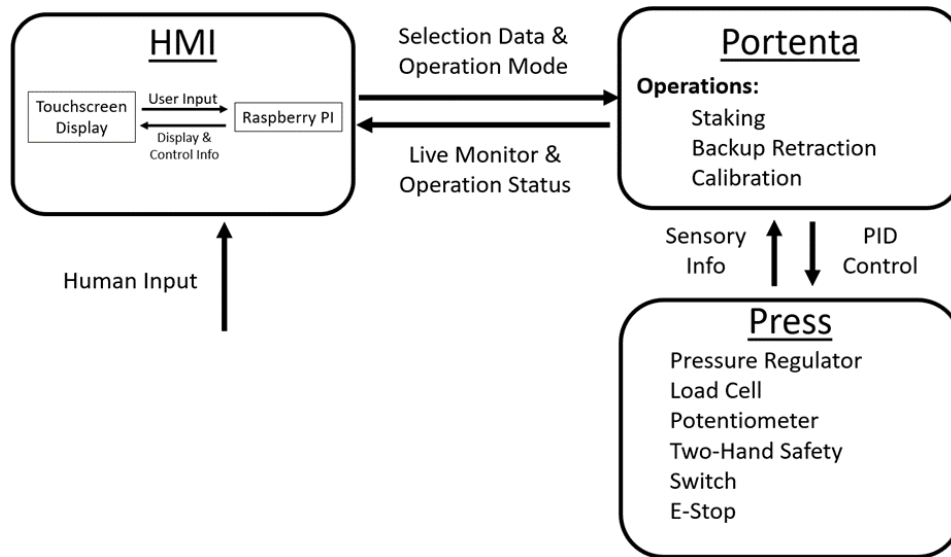 HMI
Touchscreen
Display
User Input
Display &
Control Info
Raspberry PI
Selection Data &
Operation Mode
Live Monitor &
Operation Status
Portenta
Operations:
Staking
Backup Retraction
Calibration
Human Input
Sensory
Info
PID
Control
Press
Pressure Regulator
Load Cell
Potentiometer
Two-Hand Safety
Switch
E-Stop